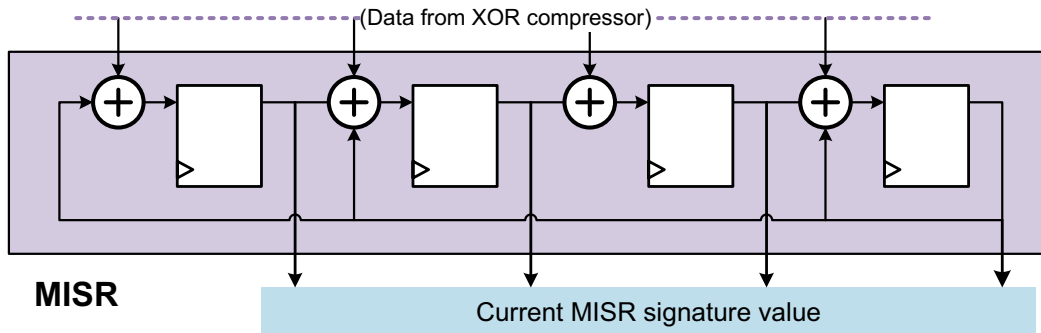 (Data from XOR compressor)
MISR
Current MISR signature value